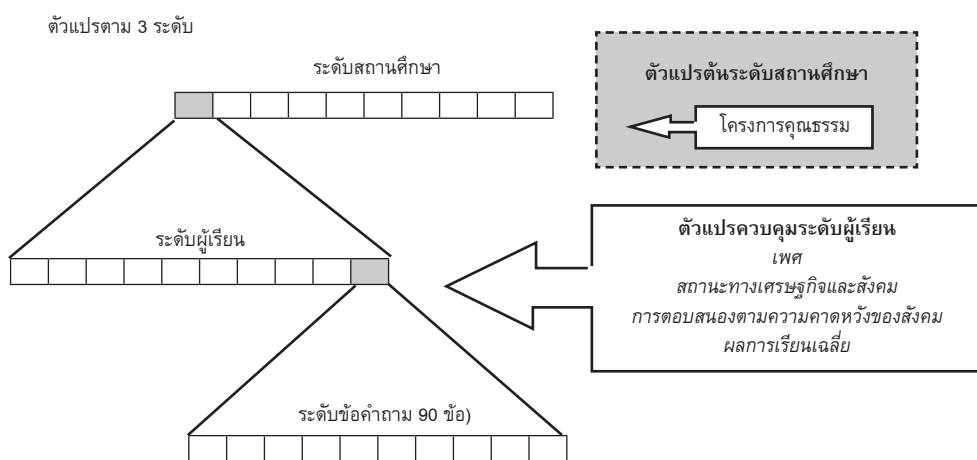 ตัวแปรตาม 3 ระดับ
ระดับสถานศึกษา
ตัวแปรต้นระดับสถานศึกษา
โครงการคุณธรรม
ระดับผู้เรียน
ตัวแปรควบคุมระดับผู้เรียน
เพศ
สถานะทางเศรษฐกิจและสังคม
การตอบสนองตามความคาดหวังของสังคม
ผลการเรียนเฉลี่ย
ระดับข้อคำถาม 90 ข้อ)